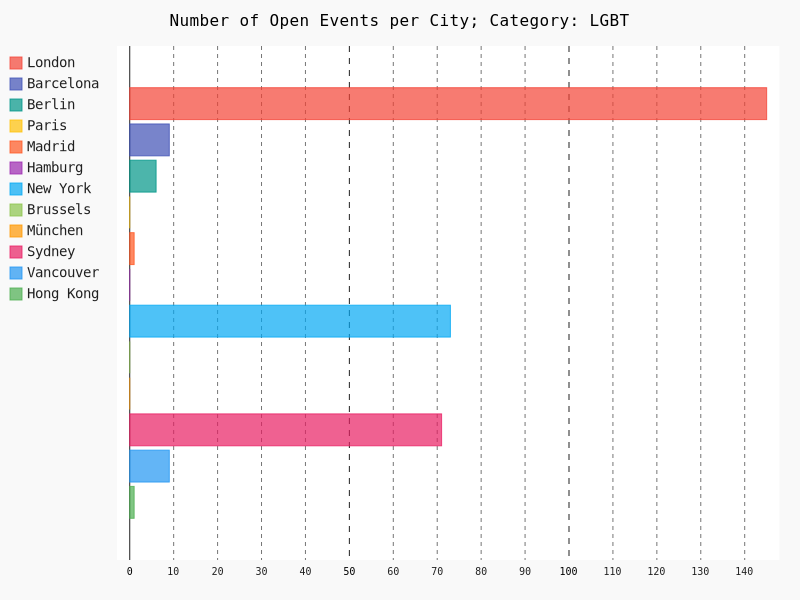 Number of Open Events per City; Category: LGBT
London
Barcelona
Berlin
Paris
Madrid
Hamburg
New York
Brussels
München
Sydney
Vancouver
Hong Kong
0 10 20 30 40 50 60 70 80 90 100 110 120 130 140